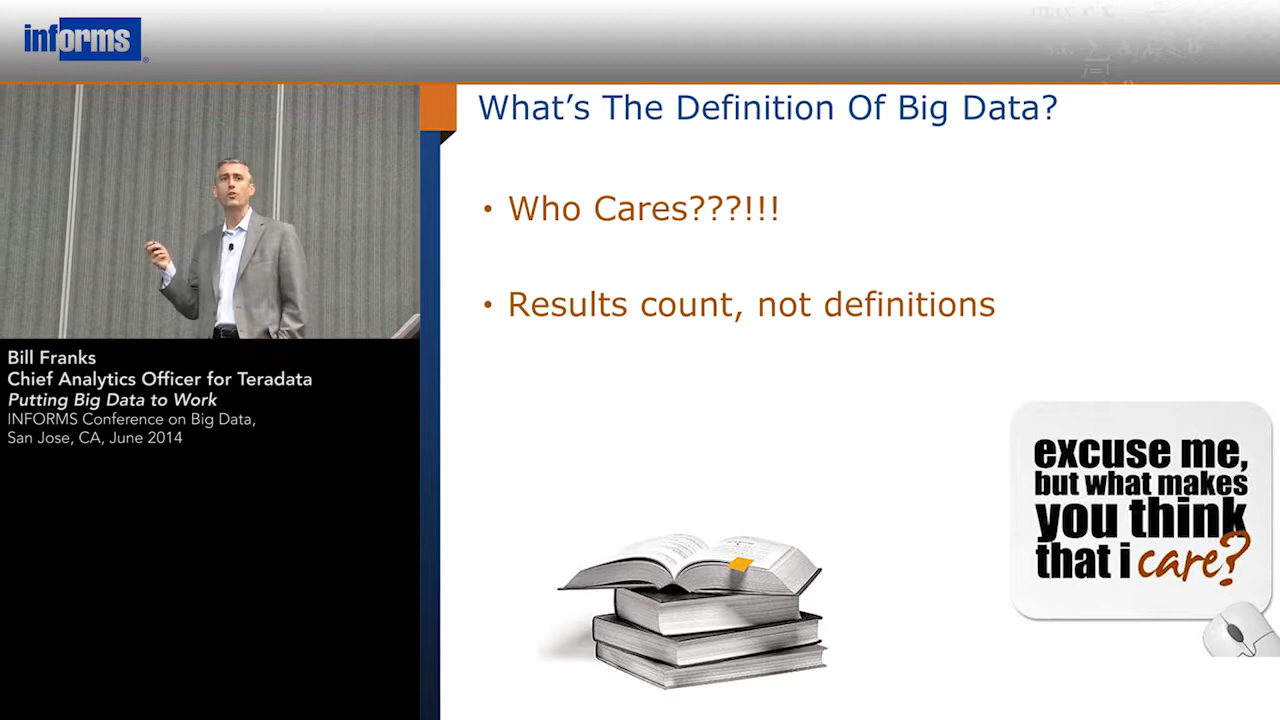 informs
What's The Definition Of Big Data?
• Who Cares???!!!
• Results count, not definitions
Bill Franks
Chief Analytics Officer for Teradata
Putting Big Data to Work
INFORMS Conference on Big Data,
San Jose, CA, June 2014
excuse me,
but what makes
you think
that i care?